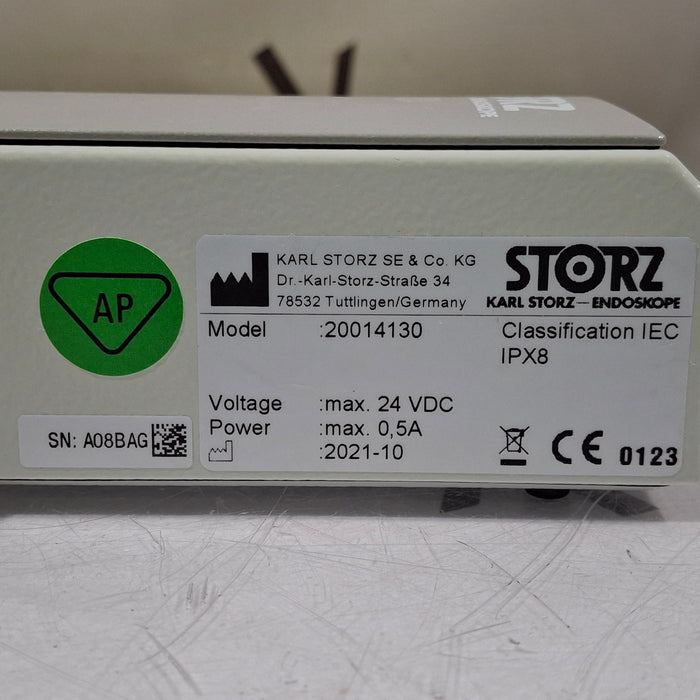 AP
SN: A08BAG
KARL STORZ SE & Co. KG
Dr.-Karl-Storz-Straße 34
78532 Tuttlingen/Germany
STORZ
KARL STORZ — ENDOSKOPE
Model :20014130
Classification IEC
IPX8
Voltage :max. 24 VDC
Power :max. 0,5A
:2021-10
CE 0123